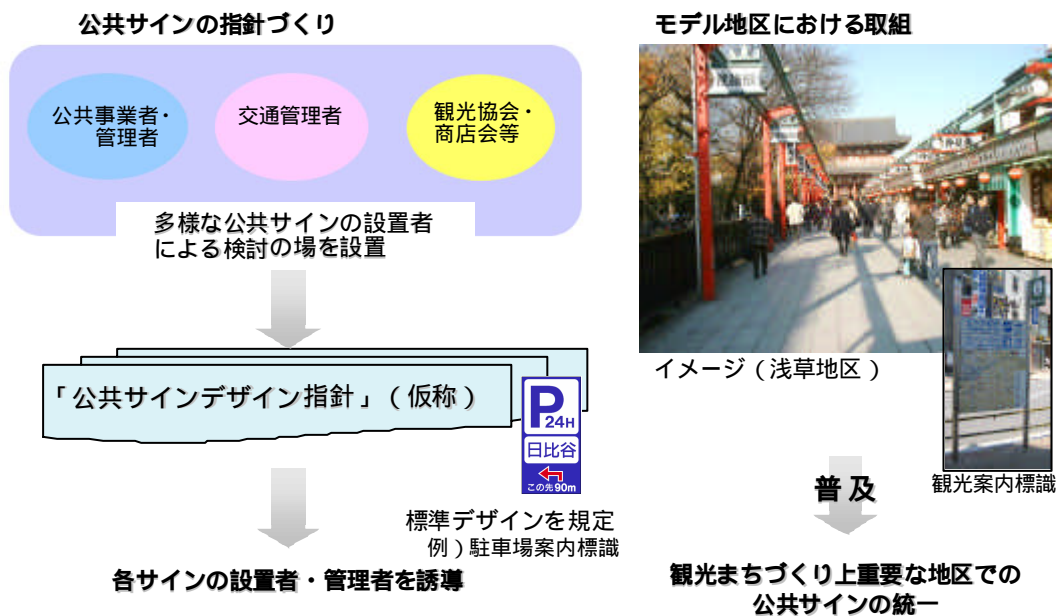 公共サインの指針づくり
公共事業者・
管理者
交通管理者
観光協会・
商店会等
多様な公共サインの設置者
による検討の場を設置
「公共サインデザイン指針」(仮称)
P
24H
日比谷
この先90m
標準デザインを規定
例)駐車場案内標識
各サインの設置者・管理者を誘導
モデル地区における取組
イメージ(浅草地区)
観光案内標識
普及
観光まちづくり上重要な地区での
公共サインの統一